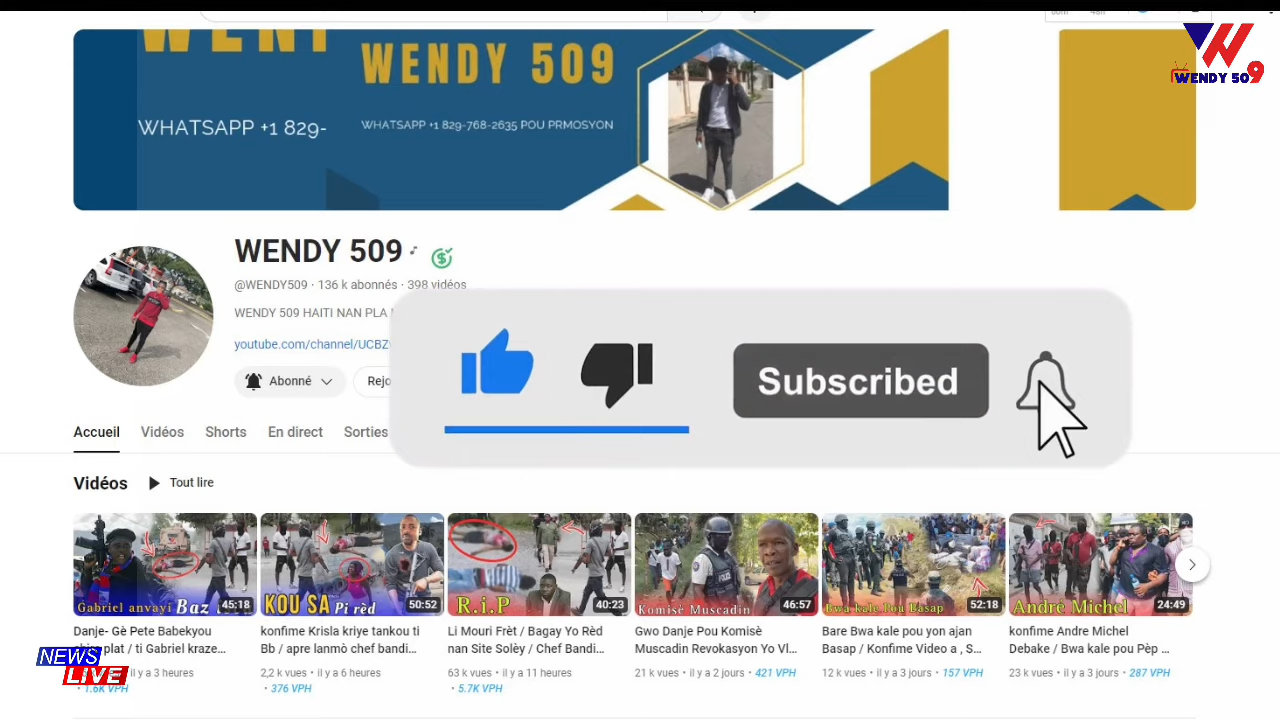 WENDY 509
WHATSAPP +1 829-
WHATSAPP +1 829-768-2635 POU PRMOSYON
WENDY 509
WENDY 509
@WENDY509 · 136 k abonnés · 398 vidéos
WENDY 509 HAITI NAN PLA
youtube.com/channel/UCBZ
Abonné
Subscribed
Accueil Vidéos Shorts En direct Sorties
Vidéos Tout lire
Gabriel anvayi Baz 45:18
KOU SA Pi rèd 50:52
R.i.P 40:23
Komisè Muscadin 46:57
Bwa kale Pou Basap 52:18
André Michel 24:49
Danje- Gè Pete Babekyou
plat / ti Gabriel kraze...
konfime Krisla kriye tankou ti
Bb / apre lanmò chef bandi...
Li Mouri Frèt / Bagay Yo Rèd
nan Site Solèy / Chef Bandi...
Gwo Danje Pou Komisè
Muscadin Revokasyon Yo Vl...
Bare Bwa kale pou yon ajan
Basap / Konfime Video a , S...
konfime Andre Michel
Debake / Bwa kale pou Pèp ...
il y a 3 heures
• 1.6K VPH
2,2 k vues • il y a 6 heures
• 376 VPH
63 k vues • il y a 11 heures
• 5.7K VPH
21 k vues • il y a 2 jours • 421 VPH
12 k vues • il y a 3 jours • 157 VPH
23 k vues • il y a 3 jours • 287 VPH
NEWS
LIVE